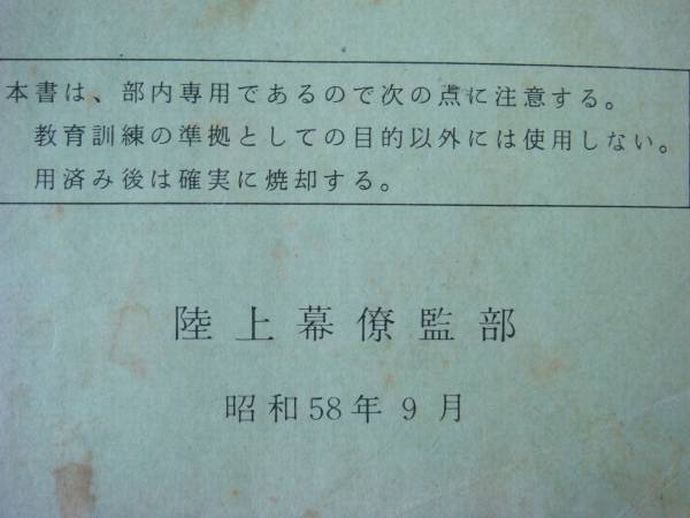 本書は、部内専用であるので次の点に注意する。
教育訓練の準拠としての目的以外には使用しない。
用済み後は確実に焼却する。
陸上幕僚監部
昭和58年9月